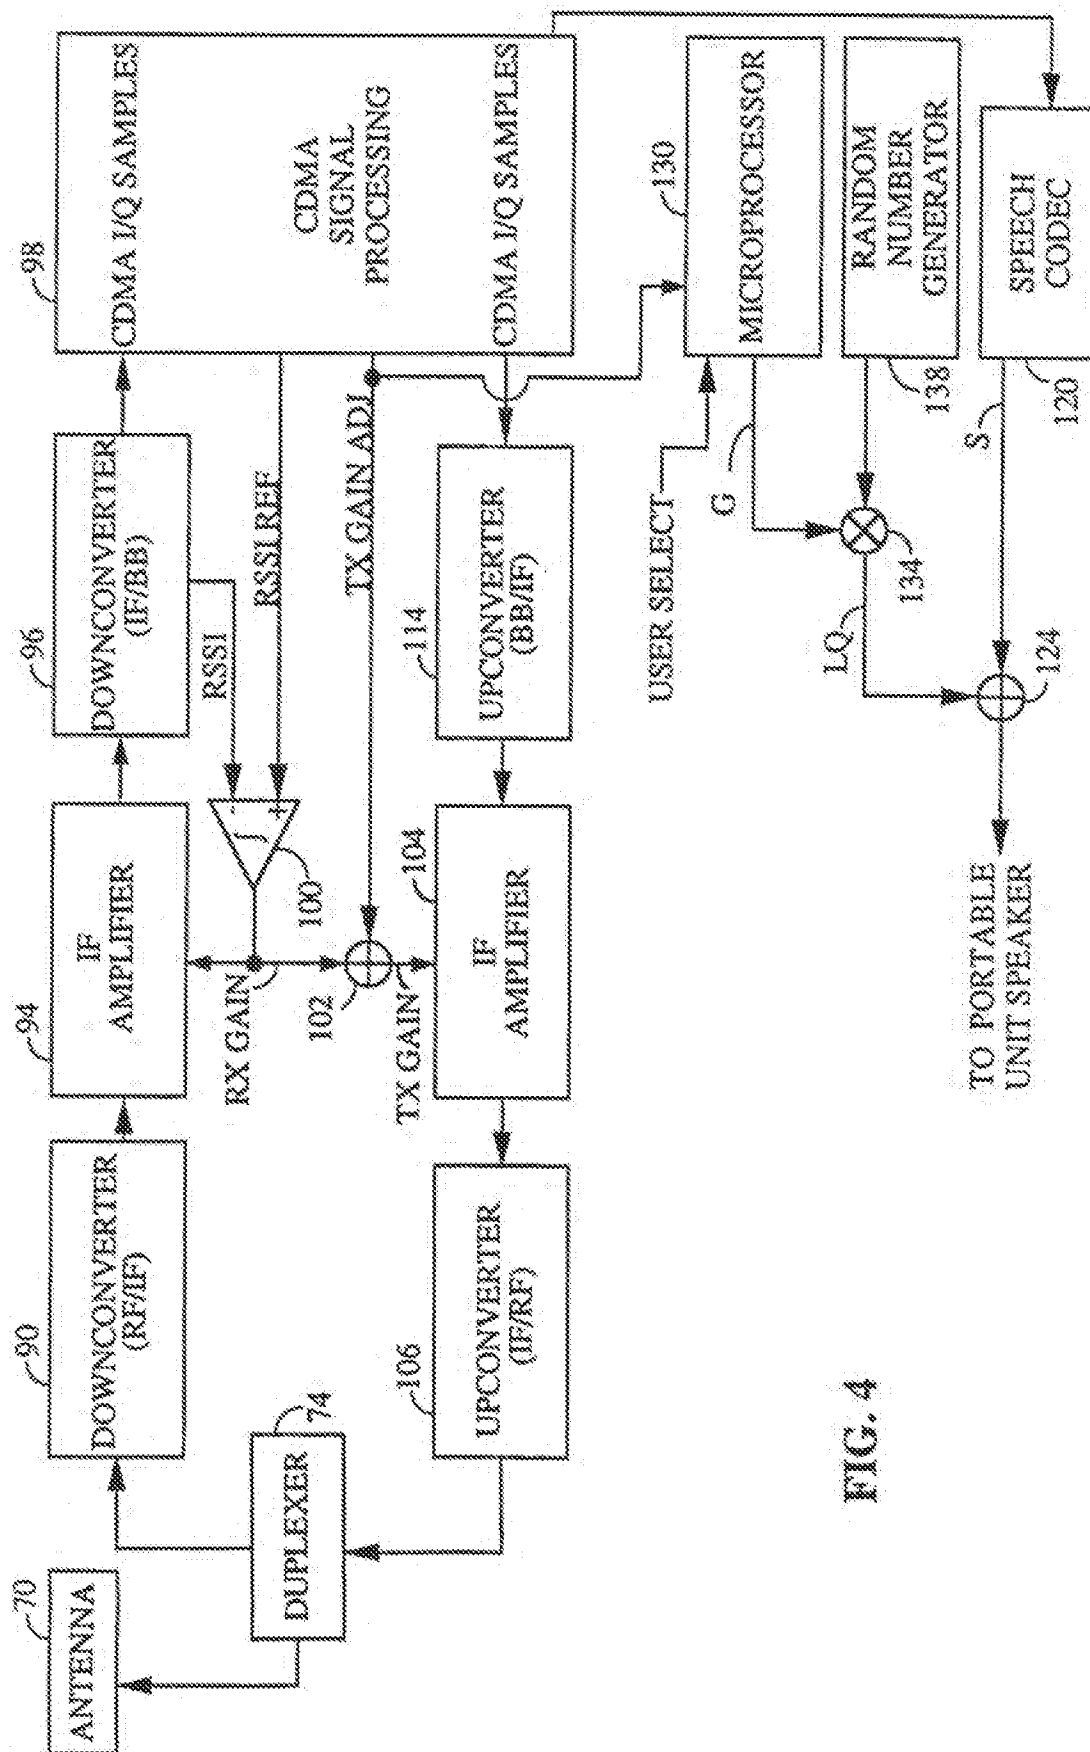 70
ANTENNA
74
DUPLEXER
90
DOWNCONVERTER
(RF/IF)
94
IF
AMPLIFIER
96
DOWNCONVERTER
(IF/BB)
98
CDMA I/Q SAMPLES
CDMA
SIGNAL
PROCESSING
CDMA I/Q SAMPLES
RSSI
RSSI REF
-
+
∫
100
RX GAIN
102
TX GAIN ADJ
TX GAIN
106
UPCONVERTER
(IF/RF)
104
IF
AMPLIFIER
114
UPCONVERTER
(BB/IF)
USER SELECT
130
MICROPROCESSOR
G
RANDOM
NUMBER
GENERATOR
138
134
LQ
SPEECH
CODEC
120
S
124
TO PORTABLE
UNIT SPEAKER
FIG. 4